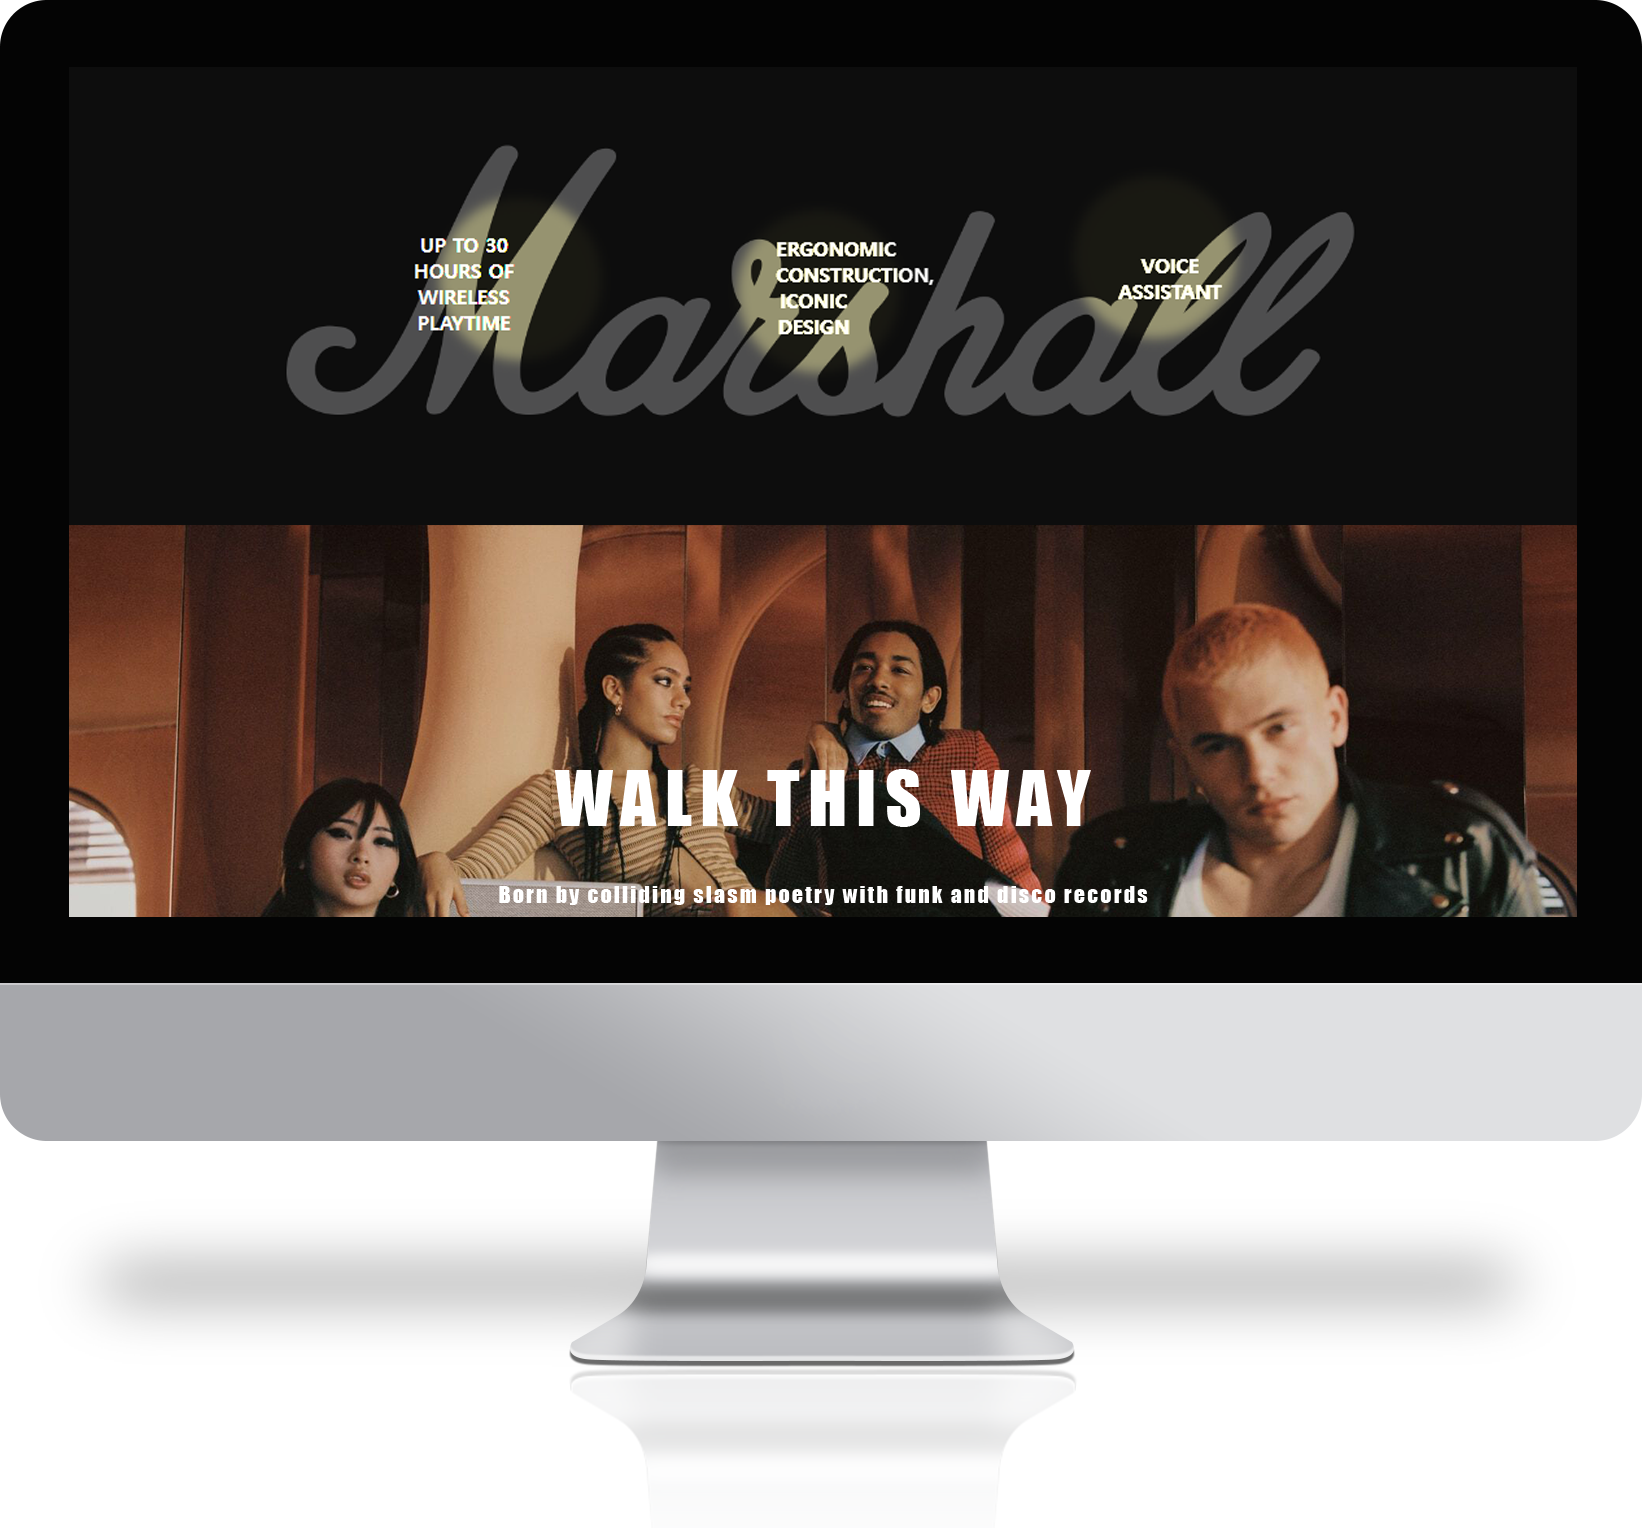 Marshall
UP TO 30
HOURS OF
WIRELESS
PLAYTIME
ERGONOMIC
CONSTRUCTION,
ICONIC
DESIGN
VOICE
ASSISTANT
WALK THIS WAY
Born by colliding slasm poetry with funk and disco records